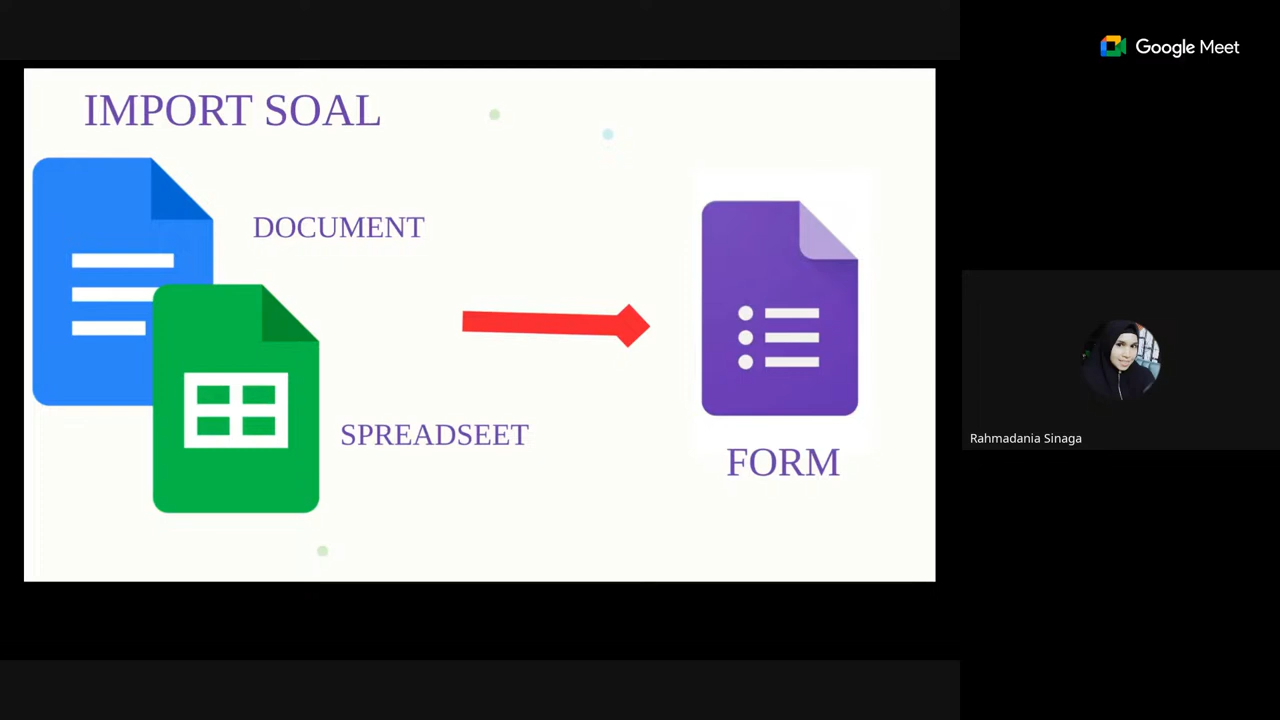 Google Meet
IMPORT SOAL
DOCUMENT
SPREADSEET
FORM
Rahmadania Sinaga